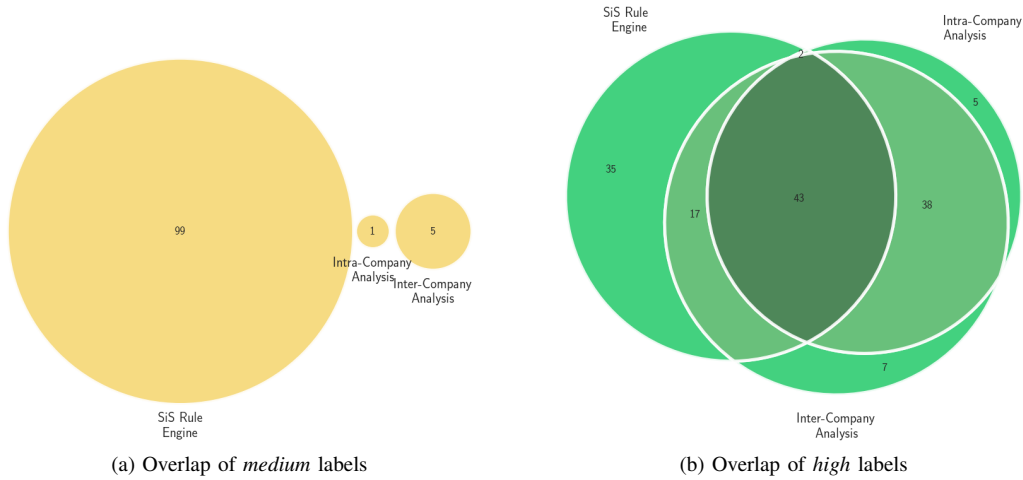 99
1
5
Intra-Company
Analysis
Inter-Company
Analysis
SiS Rule
Engine
(a) Overlap of medium labels
SiS Rule
Engine
Intra-Company
Analysis
2
5
35
17
43
38
7
Inter-Company
Analysis
(b) Overlap of high labels